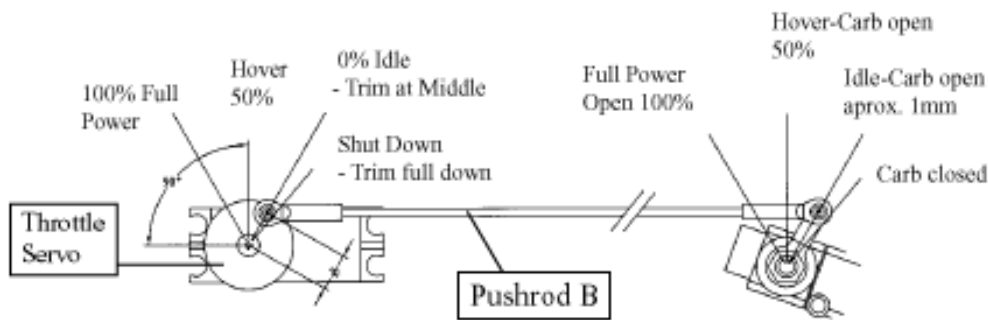 100% Full
Power
Hover
50%
0% Idle
- Trim at Middle
Shut Down
- Trim full down
90°
Throttle
Servo
Pushrod B
Full Power
Open 100%
Hover-Carb open
50%
Idle-Carb open
aprox. 1mm
Carb closed